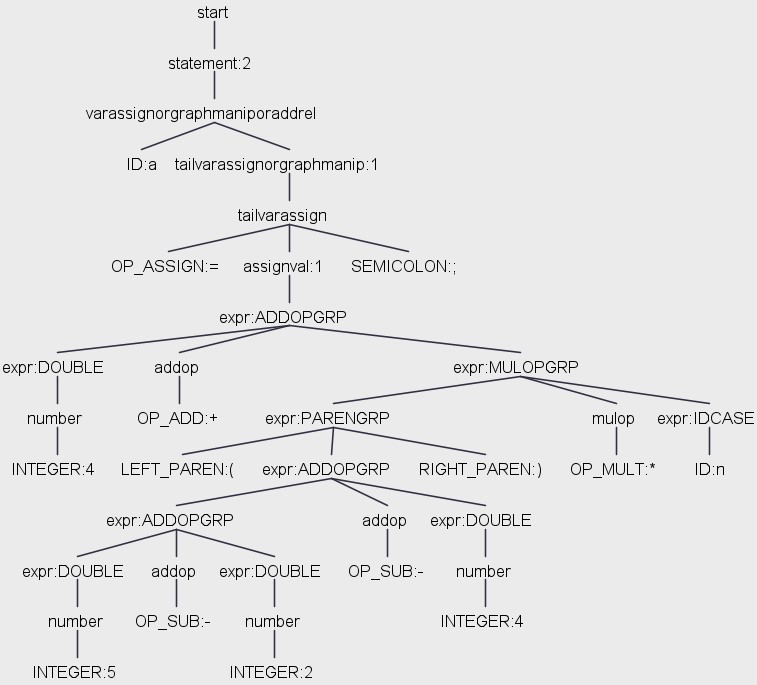 start
statement:2
varassignorgraphmaniporaddrel
ID:a tailvarassignorgraphmanip:1
tailvarassign
OP_ASSIGN:= assignval:1 SEMICOLON:;
expr:ADDOPGRP
expr:DOUBLE addop expr:MULOPGRP
number OP_ADD:+ expr:PARENGRP mulop expr:IDCASE
INTEGER:4 LEFT_PAREN:( expr:ADDOPGRP RIGHT_PAREN:) OP_MULT:* ID:n
expr:ADDOPGRP addop expr:DOUBLE
expr:DOUBLE addop expr:DOUBLE OP_SUB:- number
number OP_SUB:- number INTEGER:4
INTEGER:5 INTEGER:2